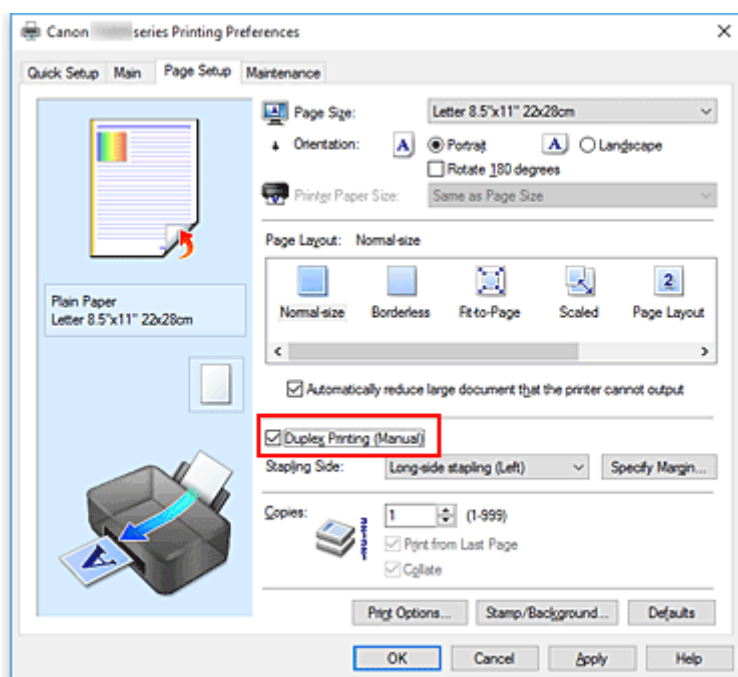 Canon series Printing Preferences
Quick Setup Main Page Setup Maintenance
Page Size: Letter 8.5"x11" 22x28cm
Orientation: A Portrait A Landscape
Rotate 180 degrees
Printer Paper Size: Same as Page Size
Page Layout: Normal-size
2
Normal-size Borderless Fit-to-Page Scaled Page Layout
Plain Paper
Letter 8.5"x11" 22x28cm
Automatically reduce large document that the printer cannot output
Duplex Printing (Manual)
Stapling Side: Long-side stapling (Left) Specify Margin...
Copies: 1 (1-999)
Print from Last Page
Collate
A
Print Options... Stamp/Background... Defaults
OK Cancel Apply Help